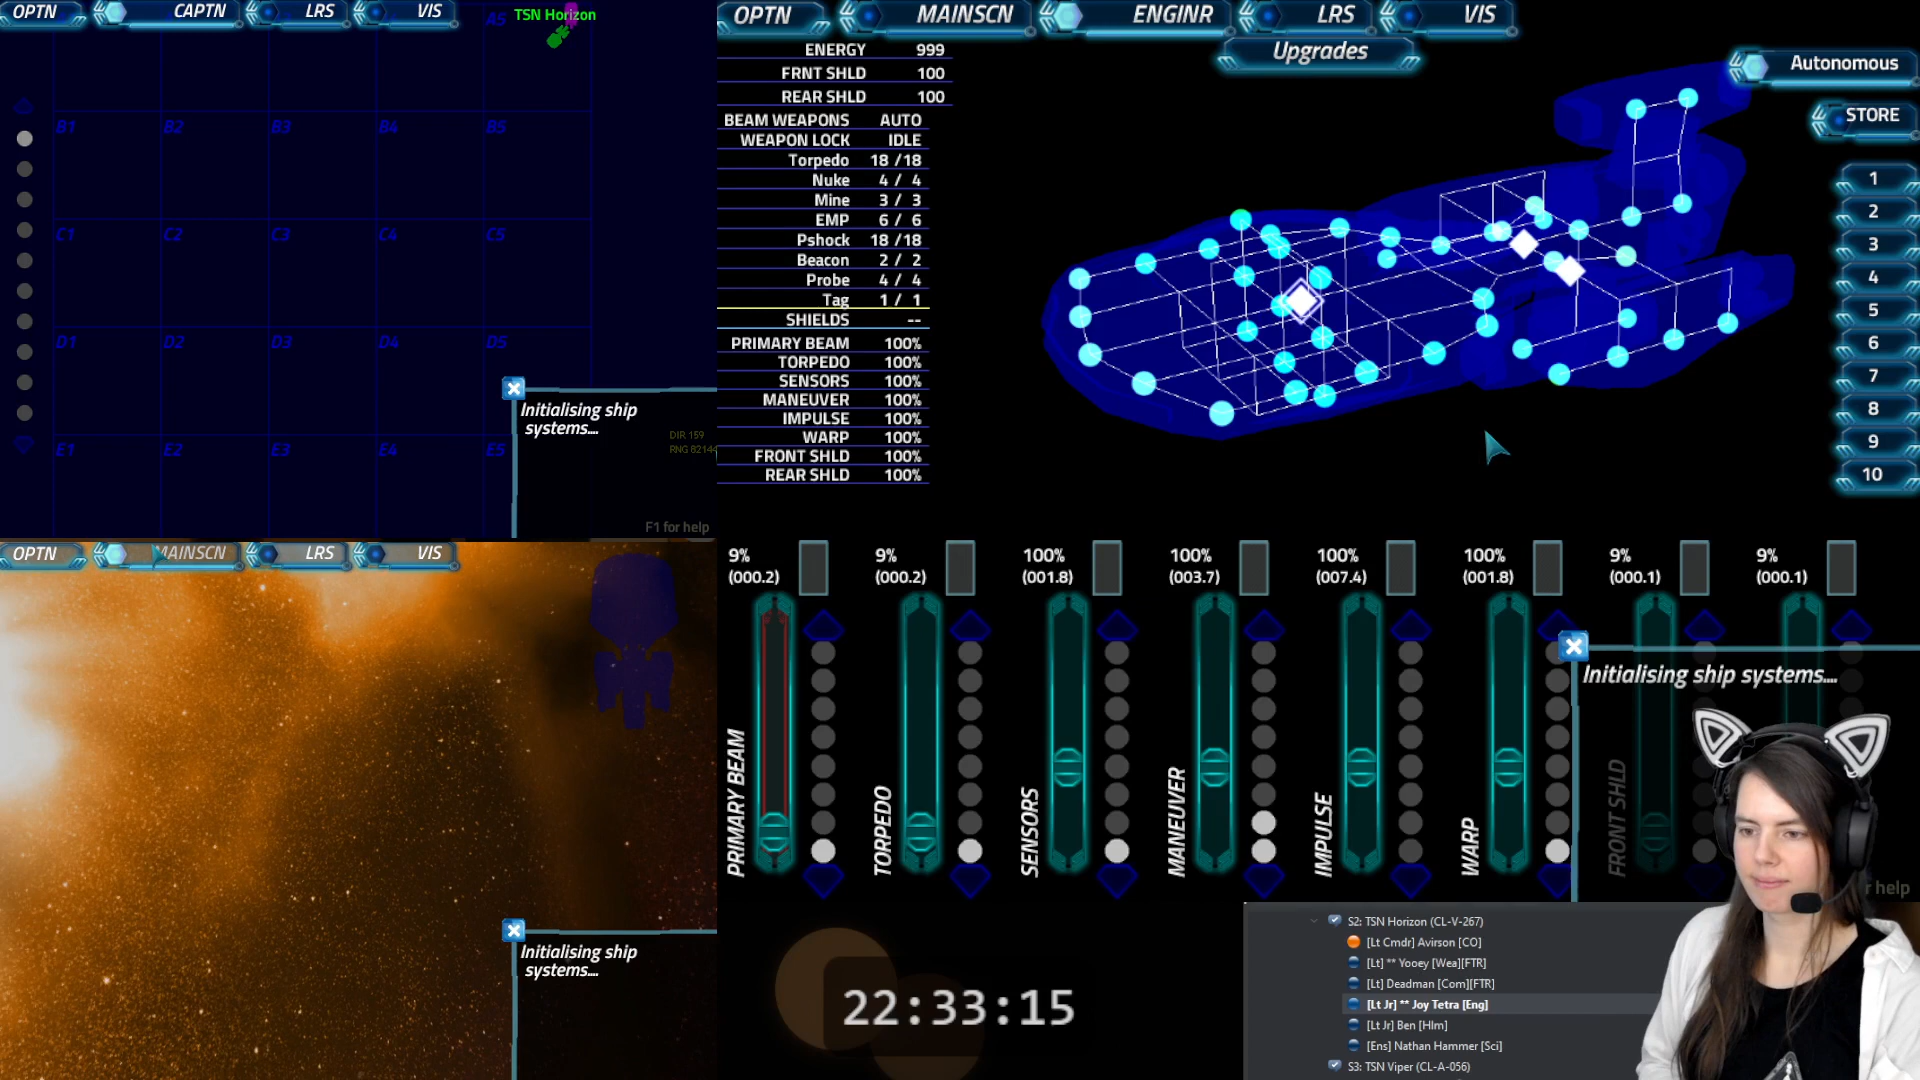 OPTN CAPTN LRS VIS
A5 TSN Horizon
B1 B2 B3 B4 B5
C1 C2 C3 C4 C5
D1 D2 D3 D4 D5
E1 E2 E3 E4 E5
Initialising ship
systems....
DIR 159
RNG 8214
F1 for help
OPTN MAINSCN ENGINR LRS VIS
Upgrades
Autonomous
STORE
1
2
3
4
5
6
7
8
9
10
ENERGY 999
FRNT SHLD 100
REAR SHLD 100
BEAM WEAPONS AUTO
WEAPON LOCK IDLE
Torpedo 18 /18
Nuke 4 / 4
Mine 3 / 3
EMP 6 / 6
Pshock 18 /18
Beacon 2 / 2
Probe 4 / 4
Tag 1 / 1
SHIELDS --
PRIMARY BEAM 100%
TORPEDO 100%
SENSORS 100%
MANEUVER 100%
IMPULSE 100%
WARP 100%
FRONT SHLD 100%
REAR SHLD 100%
OPTN MAINSCN LRS VIS
Initialising ship
systems....
9% 9% 100% 100% 100% 100% 9% 9%
(000.2) (000.2) (001.8) (003.7) (007.4) (001.8) (000.1) (000.1)
PRIMARY BEAM
TORPEDO
SENSORS
MANEUVER
IMPULSE
WARP
FRONT SHLD
Initialising ship systems....
r help
22:33:15
S2: TSN Horizon (CL-V-267)
[Lt Cmdr] Avirson [CO]
[Lt] ** Yooey [Wea][FTR]
[Lt] Deadman [Com][FTR]
[Lt Jr] ** Joy Tetra [Eng]
[Lt Jr] Ben [Hlm]
[Ens] Nathan Hammer [Sci]
S3: TSN Viper (CL-A-056)